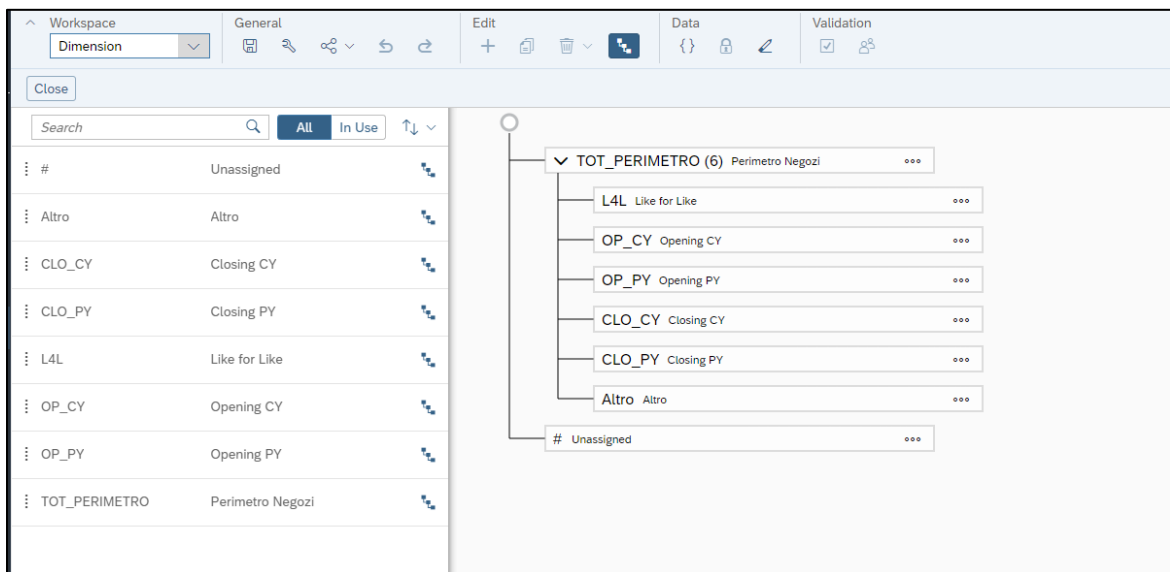 Workspace General Edit Data Validation
Dimension
Close
Search All In Use
# Unassigned
Altro Altro
CLO_CY Closing CY
CLO_PY Closing PY
L4L Like for Like
OP_CY Opening CY
OP_PY Opening PY
TOT_PERIMETRO Perimetro Negozi
TOT_PERIMETRO (6) Perimetro Negozi
L4L Like for Like
OP_CY Opening CY
OP_PY Opening PY
CLO_CY Closing CY
CLO_PY Closing PY
Altro Altro
# Unassigned